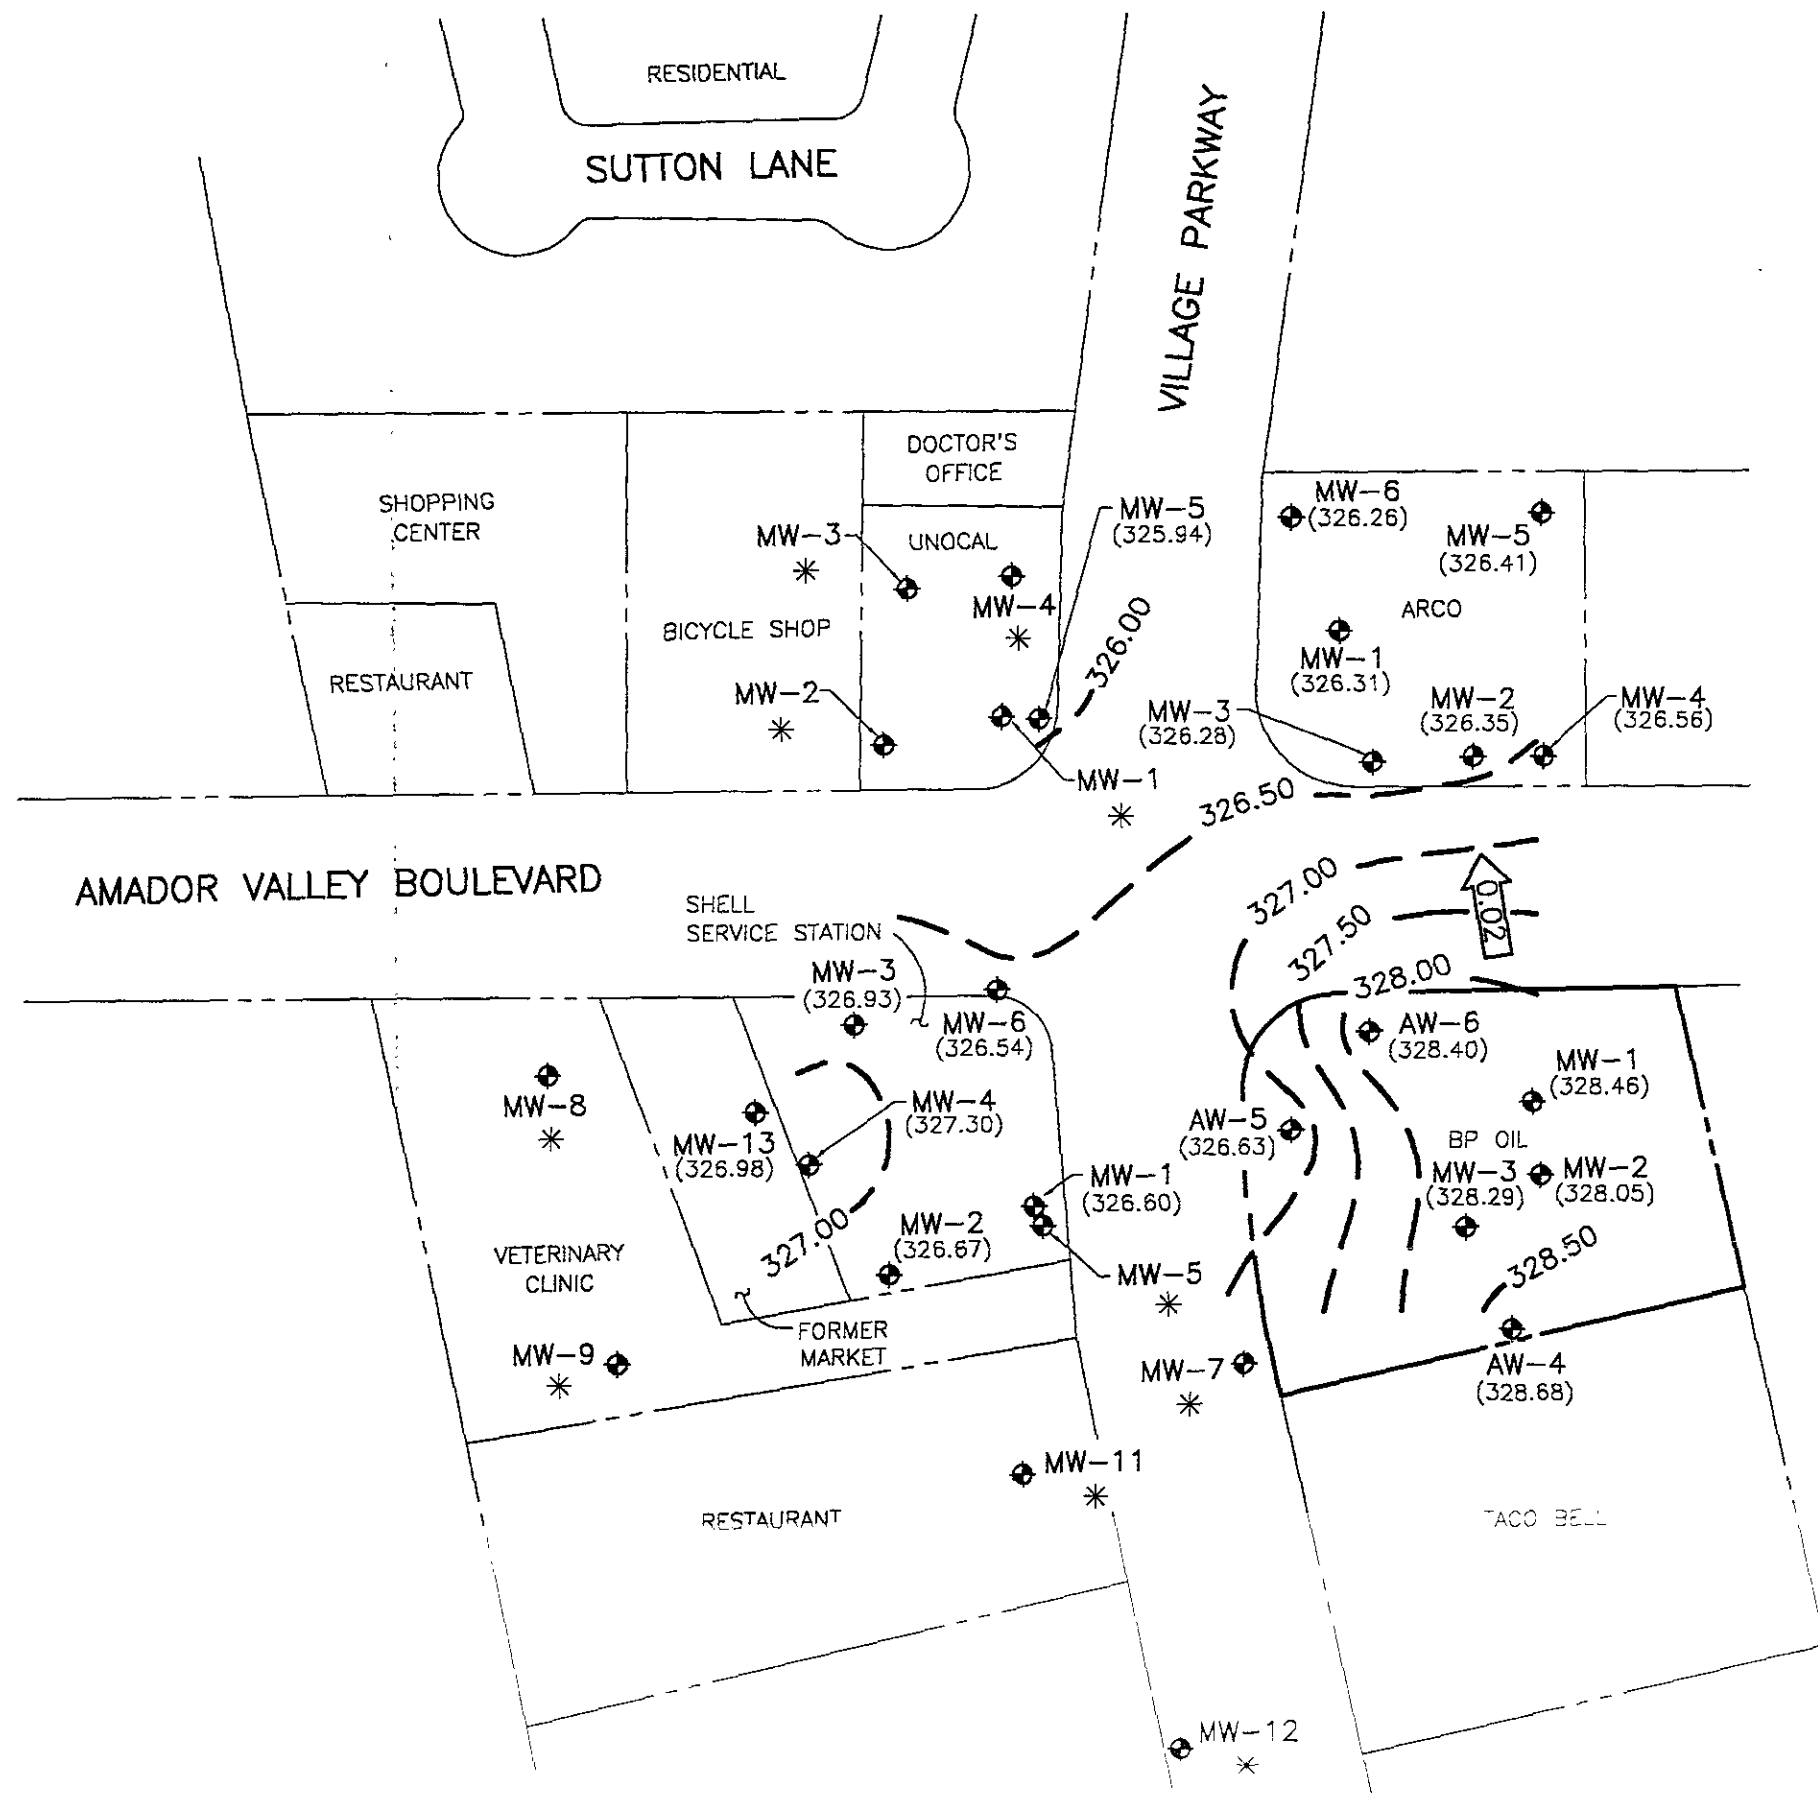 RESIDENTIAL
SUTTON LANE
VILLAGE PARKWAY
DOCTOR'S
OFFICE
SHOPPING
CENTER
MW-3
*
UNOCAL
MW-5
(325.94)
MW-6
(326.26)
MW-5
(326.41)
MW-4
*
ARCO
326.00
BICYCLE SHOP
RESTAURANT
MW-2
*
MW-1
(326.31)
MW-3
(326.28)
MW-2
(326.35)
MW-4
(326.56)
MW-1
*
326.50
AMADOR VALLEY BOULEVARD
SHELL
SERVICE STATION
327.00
327.50
0.02
328.00
MW-3
(326.93)
MW-6
(326.54)
AW-6
(328.40)
MW-1
(328.46)
MW-8
*
MW-4
(327.30)
MW-13
(326.98)
AW-5
(326.63)
BP OIL
MW-3
(328.29)
MW-2
(328.05)
MW-1
(326.60)
MW-2
(326.67)
327.00
328.50
VETERINARY
CLINIC
MW-5
*
FORMER
MARKET
MW-9
*
MW-7
*
AW-4
(328.68)
MW-11
*
RESTAURANT
TACO BELL
MW-12
*